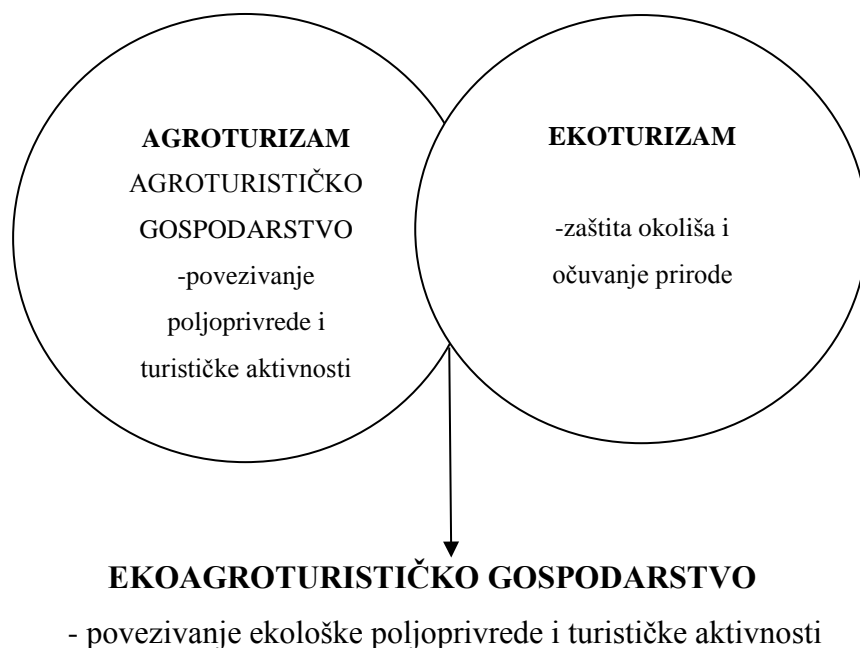 AGROTURIZAM
AGROTURISTIČKO
GOSPODARSTVO
-povezivanje
poljoprivrede i
turističke aktivnosti
EKOTURIZAM
-zaštita okoliša i
očuvanje prirode
EKOAGROTURISTIČKO GOSPODARSTVO
- povezivanje ekološke poljoprivrede i turističke aktivnosti